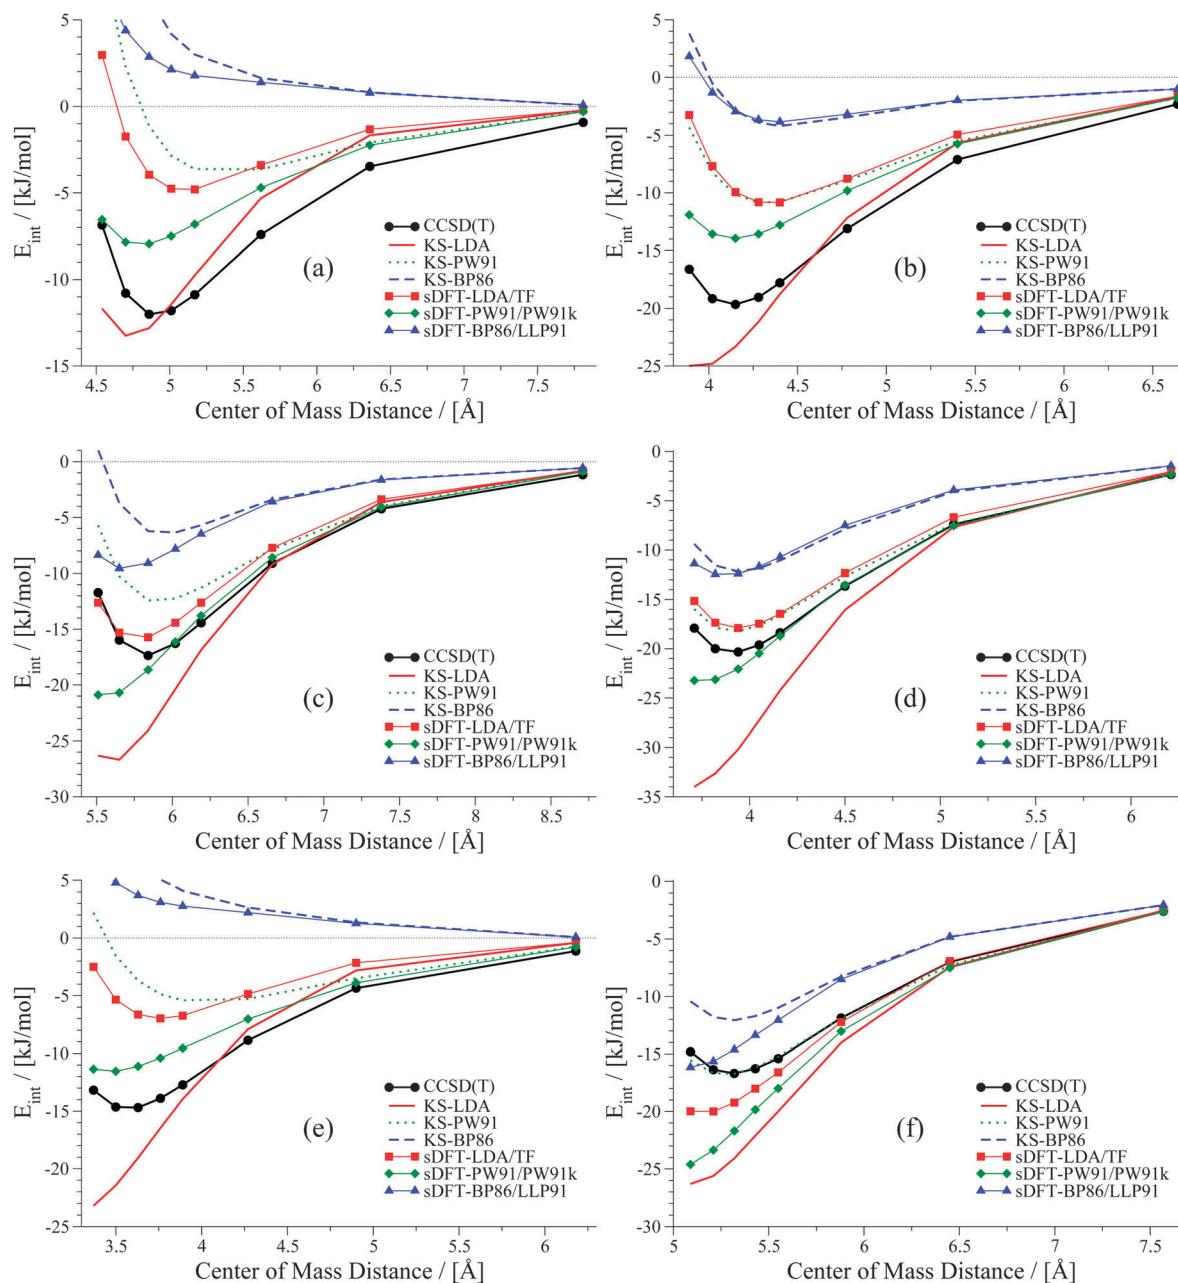 5
0
-5
-10
-15
E_int / [kJ/mol]
4.5 5 5.5 6 6.5 7 7.5
Center of Mass Distance / [Å]
(a)
CCSD(T)
KS-LDA
KS-PW91
KS-BP86
sDFT-LDA/TF
sDFT-PW91/PW91k
sDFT-BP86/LLP91
5
0
-5
-10
-15
-20
-25
E_int / [kJ/mol]
4 4.5 5 5.5 6 6.5
Center of Mass Distance / [Å]
(b)
CCSD(T)
KS-LDA
KS-PW91
KS-BP86
sDFT-LDA/TF
sDFT-PW91/PW91k
sDFT-BP86/LLP91
0
-5
-10
-15
-20
-25
-30
E_int / [kJ/mol]
5.5 6 6.5 7 7.5 8 8.5
Center of Mass Distance / [Å]
(c)
CCSD(T)
KS-LDA
KS-PW91
KS-BP86
sDFT-LDA/TF
sDFT-PW91/PW91k
sDFT-BP86/LLP91
0
-5
-10
-15
-20
-25
-30
-35
E_int / [kJ/mol]
4 4.5 5 5.5 6
Center of Mass Distance / [Å]
(d)
CCSD(T)
KS-LDA
KS-PW91
KS-BP86
sDFT-LDA/TF
sDFT-PW91/PW91k
sDFT-BP86/LLP91
5
0
-5
-10
-15
-20
-25
E_int / [kJ/mol]
3.5 4 4.5 5 5.5 6
Center of Mass Distance / [Å]
(e)
CCSD(T)
KS-LDA
KS-PW91
KS-BP86
sDFT-LDA/TF
sDFT-PW91/PW91k
sDFT-BP86/LLP91
0
-5
-10
-15
-20
-25
-30
E_int / [kJ/mol]
5 5.5 6 6.5 7 7.5
Center of Mass Distance / [Å]
(f)
CCSD(T)
KS-LDA
KS-PW91
KS-BP86
sDFT-LDA/TF
sDFT-PW91/PW91k
sDFT-BP86/LLP91